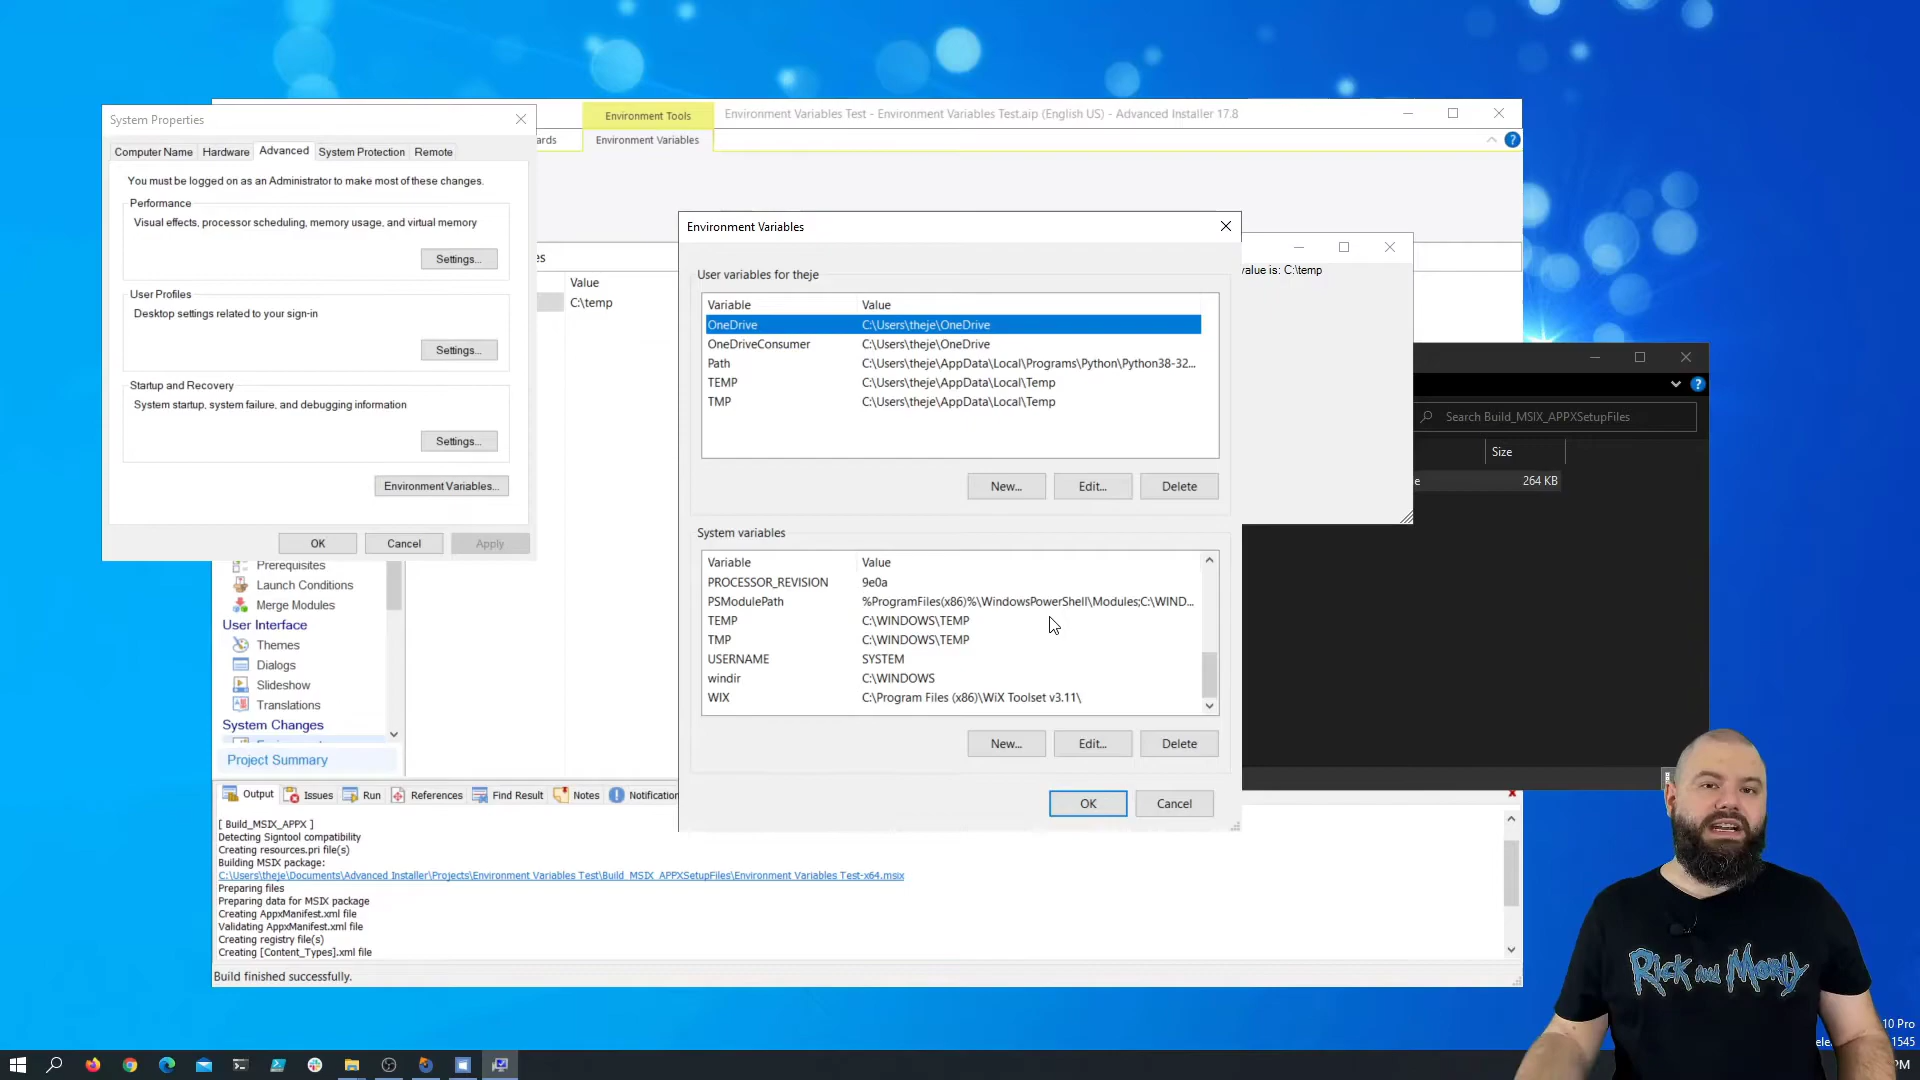 System Properties
Computer Name
Hardware
Advanced
System Protection
Remote
You must be logged on as an Administrator to make most of these changes.
Performance
Visual effects, processor scheduling, memory usage, and virtual memory
Settings...
User Profiles
Desktop settings related to your sign-in
Settings...
Startup and Recovery
System startup, system failure, and debugging information
Settings...
Environment Variables...
OK
Cancel
Apply
ards
Environment Tools
Environment Variables
Environment Variables Test - Environment Variables Test.aip (English US) - Advanced Installer 17.8
es
Value
C:\temp
Environment Variables
User variables for theje
Variable Value
OneDrive C:\Users\theje\OneDrive
OneDriveConsumer C:\Users\theje\OneDrive
Path C:\Users\theje\AppData\Local\Programs\Python\Python38-32...
TEMP C:\Users\theje\AppData\Local\Temp
TMP C:\Users\theje\AppData\Local\Temp
New... Edit... Delete
System variables
Variable Value
PROCESSOR_REVISION 9e0a
PSModulePath %ProgramFiles(x86)%\WindowsPowerShell\Modules;C:\WIND...
TEMP C:\WINDOWS\TEMP
TMP C:\WINDOWS\TEMP
USERNAME SYSTEM
windir C:\WINDOWS
WIX C:\Program Files (x86)\WiX Toolset v3.11\
New... Edit... Delete
OK Cancel
value is: C:\temp
Search Build_MSIX_APPXSetupFiles
Size
e 264 KB
Prerequisites
Launch Conditions
Merge Modules
User Interface
Themes
Dialogs
Slideshow
Translations
System Changes
Project Summary
Output Issues Run References Find Result Notes Notification
[ Build_MSIX_APPX ]
Detecting Signtool compatibility
Creating resources.pri file(s)
Building MSIX package:
C:\Users\theje\Documents\Advanced Installer\Projects\Environment Variables Test\Build_MSIX_APPXSetupFiles\Environment Variables Test-x64.msix
Preparing files
Preparing data for MSIX package
Creating AppxManifest.xml file
Validating AppxManifest.xml file
Creating registry file(s)
Creating [Content_Types].xml file
Build finished successfully.
Rick and Morty
10 Pro
1545
PM